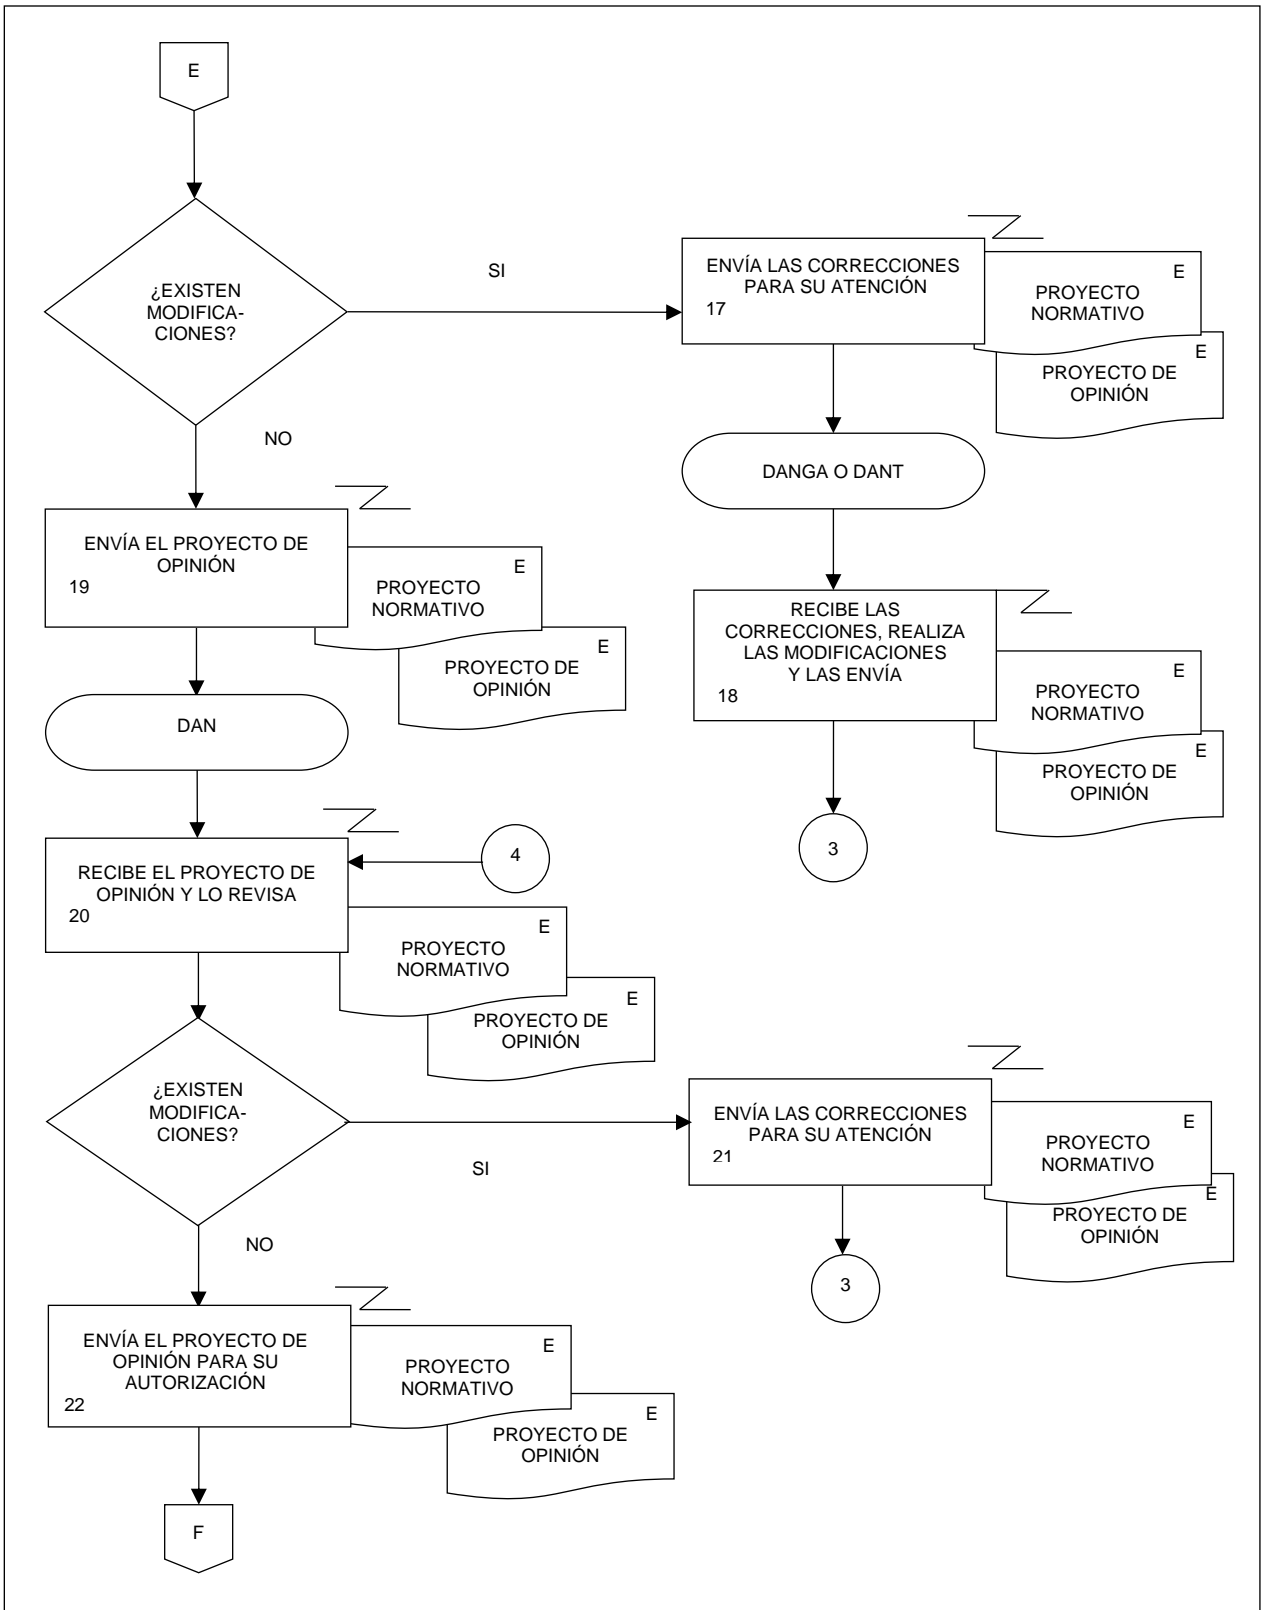 E
¿EXISTEN
MODIFICA-
CIONES?
SI
ENVÍA LAS CORRECCIONES
PARA SU ATENCIÓN
17
E
PROYECTO
NORMATIVO
E
PROYECTO DE
OPINIÓN
NO
DANGA O DANT
ENVÍA EL PROYECTO DE
OPINIÓN
19
E
PROYECTO
NORMATIVO
E
PROYECTO DE
OPINIÓN
RECIBE LAS
CORRECCIONES, REALIZA
LAS MODIFICACIONES
Y LAS ENVÍA
18
E
PROYECTO
NORMATIVO
E
PROYECTO DE
OPINIÓN
DAN
3
4
RECIBE EL PROYECTO DE
OPINIÓN Y LO REVISA
20
E
PROYECTO
NORMATIVO
E
PROYECTO DE
OPINIÓN
¿EXISTEN
MODIFICA-
CIONES?
SI
ENVÍA LAS CORRECCIONES
PARA SU ATENCIÓN
21
E
PROYECTO
NORMATIVO
E
PROYECTO DE
OPINIÓN
NO
3
ENVÍA EL PROYECTO DE
OPINIÓN PARA SU
AUTORIZACIÓN
22
E
PROYECTO
NORMATIVO
E
PROYECTO DE
OPINIÓN
F